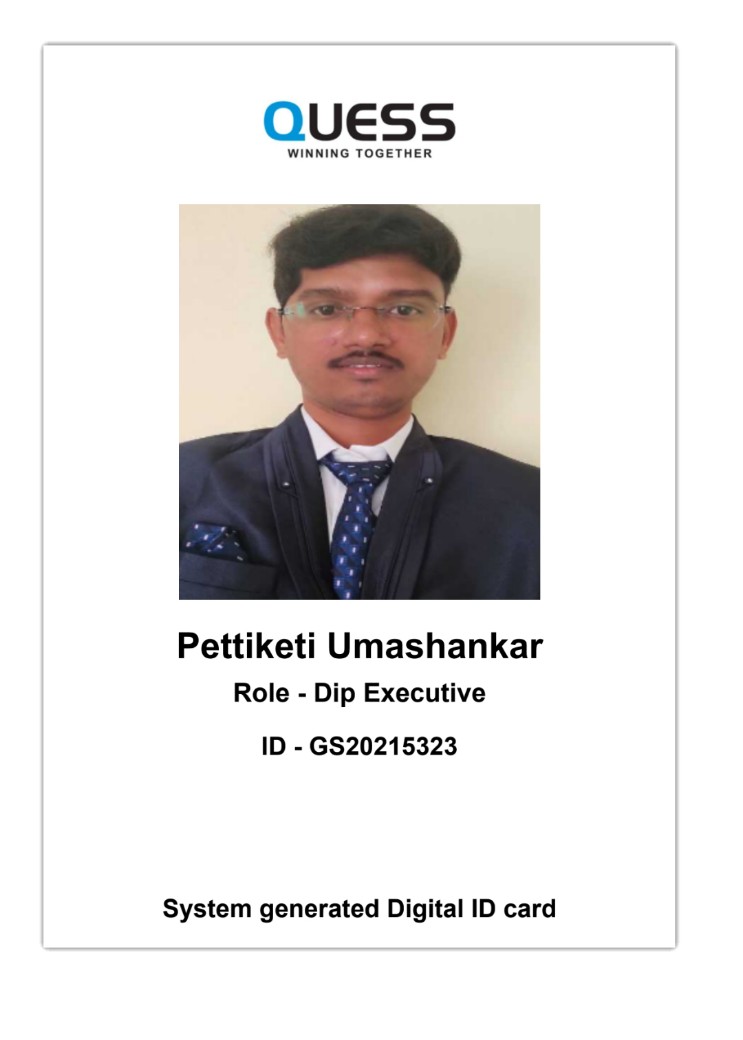 QUESS
WINNING TOGETHER
Pettiketi Umashankar
Role - Dip Executive
ID - GS20215323
System generated Digital ID card